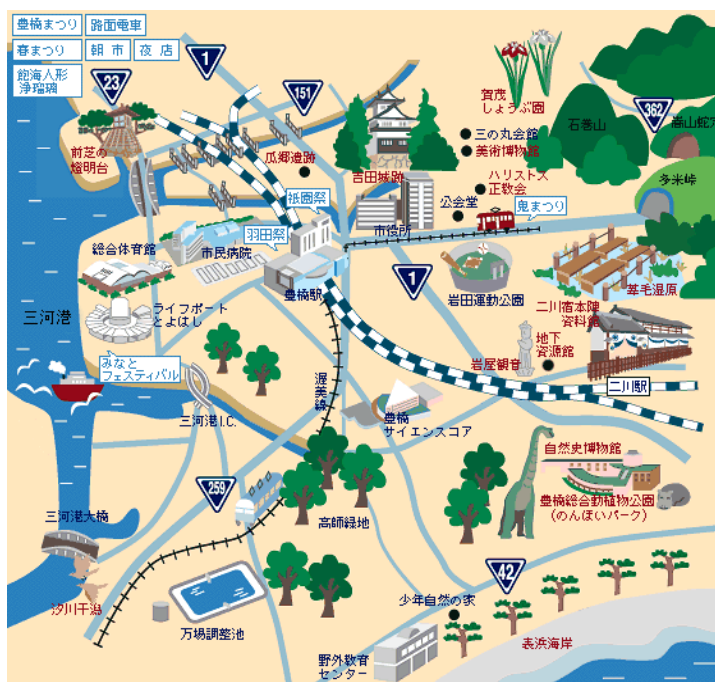 豊橋まつり
路面電車
春まつり
朝市
夜店
飽海人形
浄瑠璃
23
1
151
362
賀茂
しょうぶ園
石巻山
嵩山蛇穴
前芝の
燈明台
瓜郷遺跡
吉田城跡
三の丸会館
美術博物館
ハリストス
正教会
多米峠
祇園祭
羽田祭
市役所
公会堂
鬼まつり
総合体育館
市民病院
豊橋駅
1
岩田運動公園
葦毛湿原
三河港
ライフポート
とよはし
二川宿本陣
資料館
地下
資源館
岩屋観音
みなと
フェスティバル
渥美線
二川駅
三河港I.C.
豊橋
サイエンスコア
自然史博物館
259
豊橋総合動植物公園
(のんほいパーク)
三河港大橋
高師緑地
汐川干潟
万場調整池
42
少年自然の家
野外教育
センター
表浜海岸